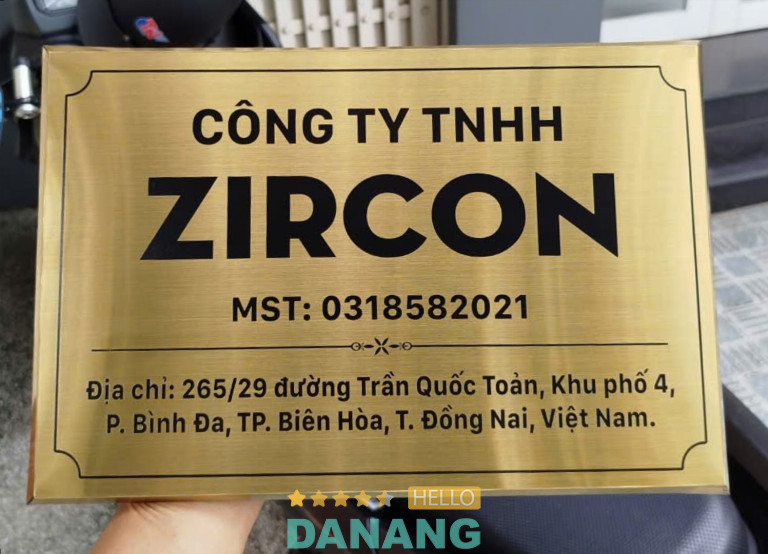 CÔNG TY TNHH
ZIRCON
MST: 0318582021
Địa chỉ: 265/29 đường Trần Quốc Toản, Khu phố 4,
P. Bình Đa, TP. Biên Hòa, T. Đồng Nai, Việt Nam.
HELLO
DANANG